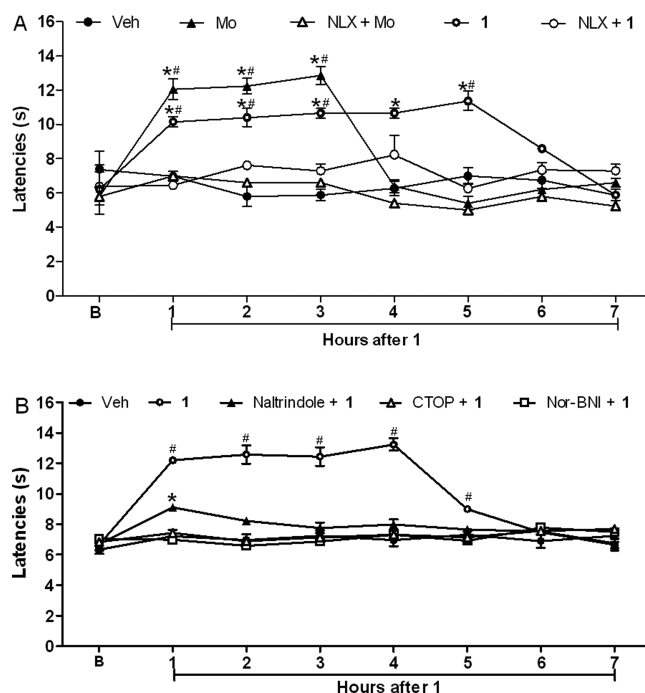 A
Veh Mo NLX + Mo 1 NLX + 1
16
14
12
10
8
6
4
2
0
Latencies (s)
*# *# *#
*# *# *# * *#
B 1 2 3 4 5 6 7
Hours after 1
B
Veh 1 Naltrindole + 1 CTOP + 1 Nor-BNI + 1
16
14
12
10
8
6
4
2
0
Latencies (s)
# # # # #
*
B 1 2 3 4 5 6 7
Hours after 1